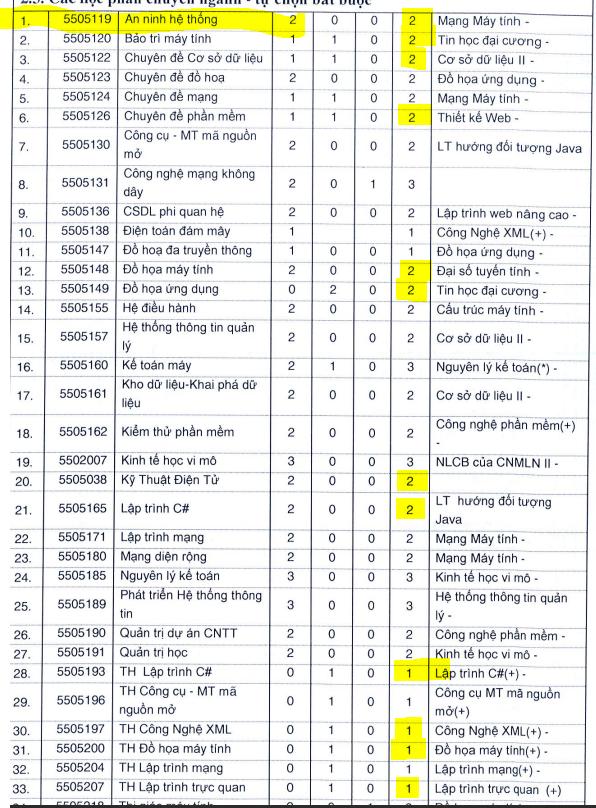 2.3. Các học phần chuyên ngành - tự chọn bắt buộc
1. 5505119 An ninh hệ thống 2 0 0 2 Mạng Máy tính -
2. 5505120 Bảo trì máy tính 1 1 0 2 Tin học đại cương -
3. 5505122 Chuyên đề Cơ sở dữ liệu 1 1 0 2 Cơ sở dữ liệu II -
4. 5505123 Chuyên đề đồ hoạ 2 0 0 2 Đồ họa ứng dụng -
5. 5505124 Chuyên đề mạng 1 1 0 2 Mạng Máy tính -
6. 5505126 Chuyên đề phần mềm 1 1 0 2 Thiết kế Web -
7. 5505130 Công cụ - MT mã nguồn
mở 2 0 0 2 LT hướng đối tượng Java
8. 5505131 Công nghệ mạng không
dây 2 0 1 3
9. 5505136 CSDL phi quan hệ 2 0 0 2 Lập trình web nâng cao -
10. 5505138 Điện toán đám mây 1 1 Công Nghệ XML(+) -
11. 5505147 Đồ hoạ đa truyền thông 1 0 0 1 Đồ họa ứng dụng -
12. 5505148 Đồ họa máy tính 2 0 0 2 Đại số tuyến tính -
13. 5505149 Đồ họa ứng dụng 0 2 0 2 Tin học đại cương -
14. 5505155 Hệ điều hành 2 0 0 2 Cấu trúc máy tính -
15. 5505157 Hệ thống thông tin quản
lý 2 0 0 2 Cơ sở dữ liệu II -
16. 5505160 Kế toán máy 2 1 0 3 Nguyên lý kế toán(*) -
17. 5505161 Kho dữ liệu-Khai phá dữ
liệu 2 0 0 2 Cơ sở dữ liệu II -
18. 5505162 Kiểm thử phần mềm 2 0 0 2 Công nghệ phần mềm(+)
-
19. 5502007 Kinh tế học vi mô 3 0 0 3 NLCB của CNMLN II -
20. 5505038 Kỹ Thuật Điện Tử 2 0 0 2
21. 5505165 Lập trình C# 2 0 0 2 LT hướng đối tượng
Java
22. 5505171 Lập trình mạng 2 0 0 2 Mạng Máy tính -
23. 5505180 Mạng diện rộng 2 0 0 2 Mạng Máy tính -
24. 5505185 Nguyên lý kế toán 3 0 0 3 Kinh tế học vi mô -
25. 5505189 Phát triển Hệ thống thông
tin 3 0 0 3 Hệ thống thông tin quản
lý -
26. 5505190 Quản trị dự án CNTT 2 0 0 2 Công nghệ phần mềm -
27. 5505191 Quản trị học 2 0 0 2 Kinh tế học vi mô -
28. 5505193 TH Lập trình C# 0 1 0 1 Lập trình C#(+) -
29. 5505196 TH Công cụ - MT mã
nguồn mở 0 1 0 1 Công cụ MT mã nguồn
mở(+)
30. 5505197 TH Công Nghệ XML 0 1 0 1 Công Nghệ XML(+) -
31. 5505200 TH Đồ họa máy tính 0 1 0 1 Đồ họa máy tính(+) -
32. 5505204 TH Lập trình mạng 0 1 0 1 Lập trình mạng(+) -
33. 5505207 TH Lập trình trực quan 0 1 0 1 Lập trình trực quan (+)